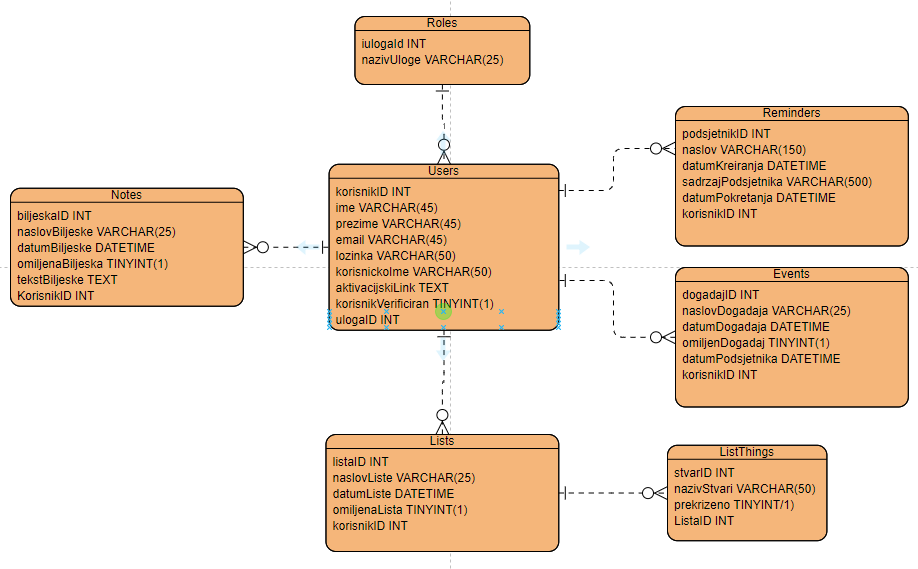 Roles
iulogaId INT
nazivUloge VARCHAR(25)
Reminders
podsjetnikID INT
naslov VARCHAR(150)
datumKreiranja DATETIME
sadrzajPodsjetnika VARCHAR(500)
datumPokretanja DATETIME
korisnikID INT
Users
korisnikID INT
ime VARCHAR(45)
prezime VARCHAR(45)
email VARCHAR(45)
lozinka VARCHAR(50)
korisnickoIme VARCHAR(50)
aktivacijskiLink TEXT
korisnikVerificiran TINYINT(1)
ulogaID INT
Notes
biljeskaID INT
naslovBiljeske VARCHAR(25)
datumBiljeske DATETIME
omiljenaBiljeska TINYINT(1)
tekstBiljeske TEXT
KorisnikID INT
Events
dogadajID INT
naslovDogadaja VARCHAR(25)
datumDogadaja DATETIME
omiljenDogadaj TINYINT(1)
datumPodsjetnika DATETIME
korisnikID INT
Lists
listaID INT
naslovListe VARCHAR(25)
datumListe DATETIME
omiljenaLista TINYINT(1)
korisnikID INT
ListThings
stvarID INT
nazivStvari VARCHAR(50)
prekrizeno TINYINT/1)
ListaID INT